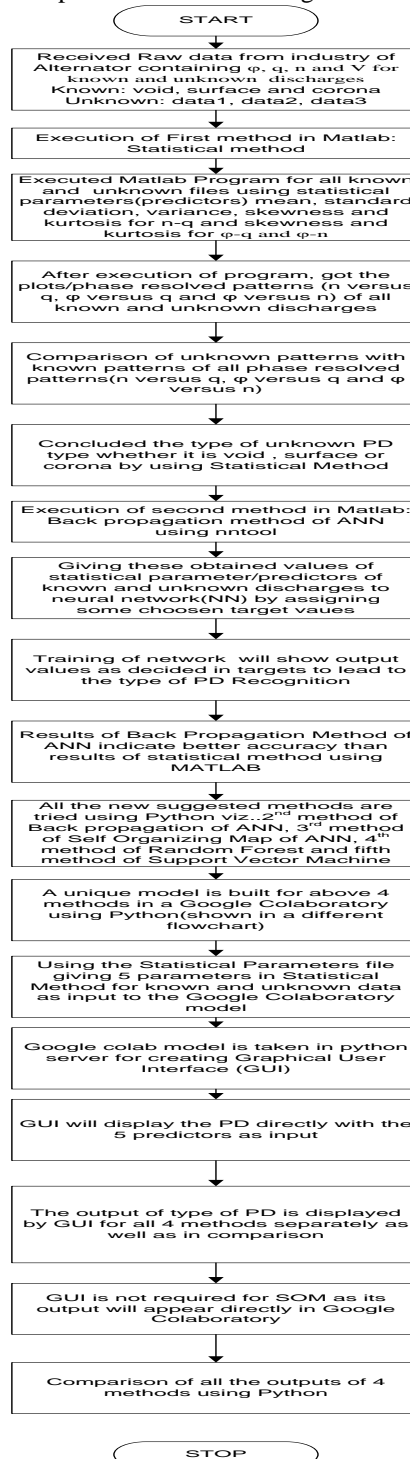 START
Received Raw data from industry of
Alternator containing φ, q, n and V for
known and unknown discharges
Known: void, surface and corona
Unknown: data1, data2, data3
Execution of First method in Matlab:
Statistical method
Executed Matlab Program for all known
and unknown files using statistical
parameters(predictors) mean, standard
deviation, variance, skewness and
kurtosis for n-q and skewness and
kurtosis for φ-q and φ-n
After execution of program, got the
plots/phase resolved patterns (n versus
q, φ versus q and φ versus n) of all
known and unknown discharges
Comparison of unknown patterns with
known patterns of all phase resolved
patterns(n versus q, φ versus q and φ
versus n)
Concluded the type of unknown PD
type whether it is void , surface or
corona by using Statistical Method
Execution of second method in Matlab:
Back propagation method of ANN
using nntool
Giving these obtained values of
statistical parameter/predictors of
known and unknown discharges to
neural network(NN) by assigning
some choosen target vaues
Training of network will show output
values as decided in targets to lead to
the type of PD Recognition
Results of Back Propagation Method of
ANN indicate better accuracy than
results of statistical method using
MATLAB
All the new suggested methods are
tried using Python viz..2nd method of
Back propagation of ANN, 3rd method
of Self Organizing Map of ANN, 4th
method of Random Forest and fifth
method of Support Vector Machine
A unique model is built for above 4
methods in a Google Colaboratory
using Python(shown in a different
flowchart)
Using the Statistical Parameters file
giving 5 parameters in Statistical
Method for known and unknown data
as input to the Google Colaboratory
model
Google colab model is taken in python
server for creating Graphical User
Interface (GUI)
GUI will display the PD directly with the
5 predictors as input
The output of type of PD is displayed
by GUI for all 4 methods separately as
well as in comparison
GUI is not required for SOM as its
output will appear directly in Google
Colaboratory
Comparison of all the outputs of 4
methods using Python
STOP